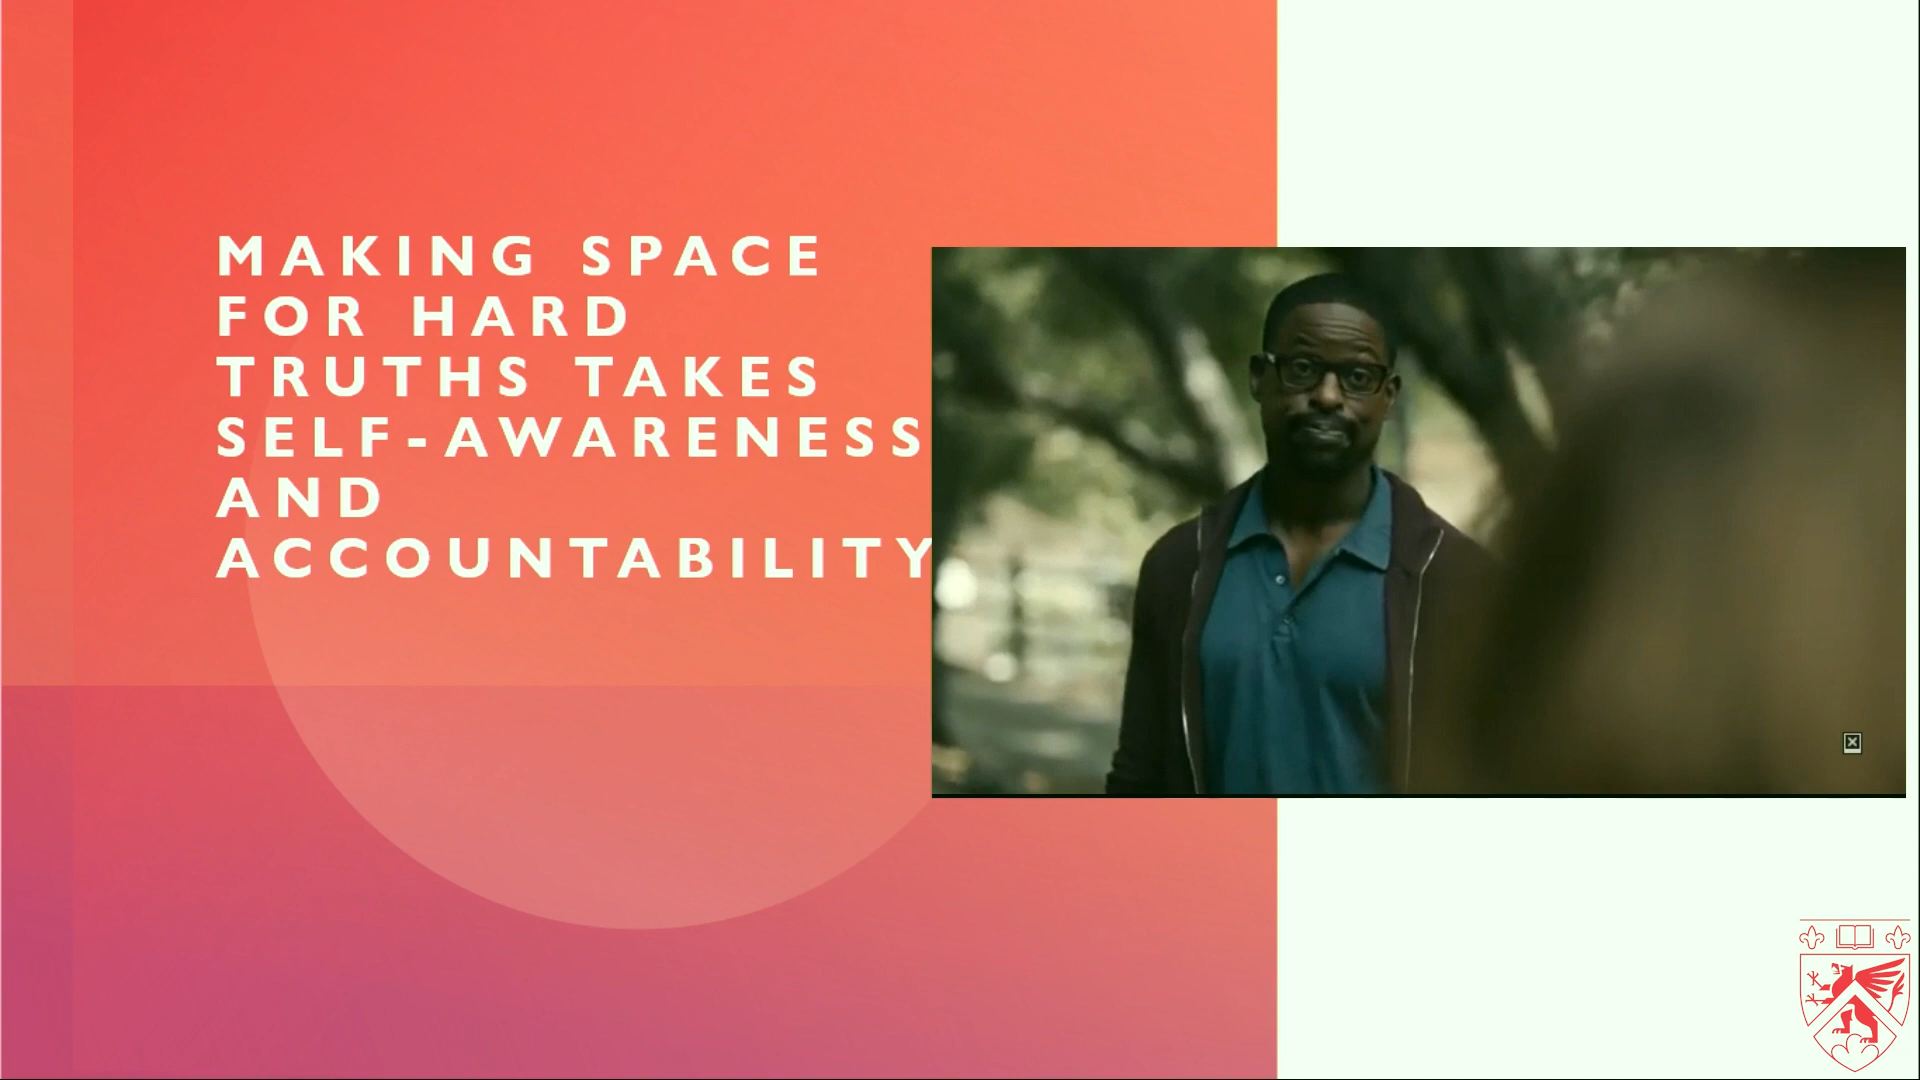 MAKING SPACE
FOR HARD
TRUTHS TAKES
SELF-AWARENESS
AND
ACCOUNTABILITY